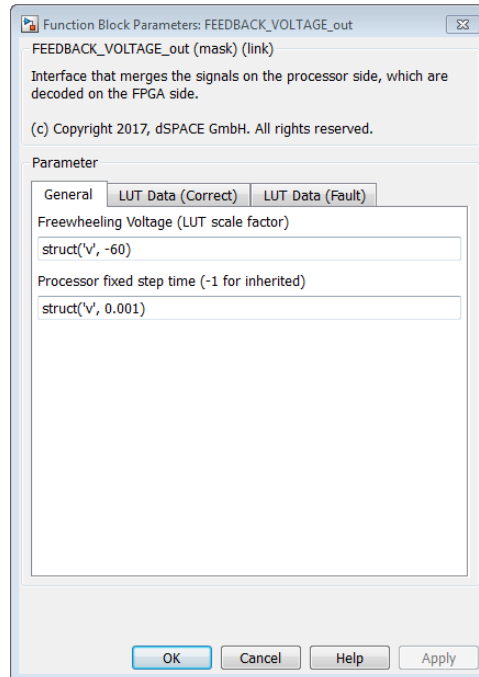 Function Block Parameters: FEEDBACK_VOLTAGE_out
FEEDBACK_VOLTAGE_out (mask) (link)
Interface that merges the signals on the processor side, which are
decoded on the FPGA side.
(c) Copyright 2017, dSPACE GmbH. All rights reserved.
Parameter
General LUT Data (Correct) LUT Data (Fault)
Freewheeling Voltage (LUT scale factor)
struct('v', -60)
Processor fixed step time (-1 for inherited)
struct('v', 0.001)
OK Cancel Help Apply